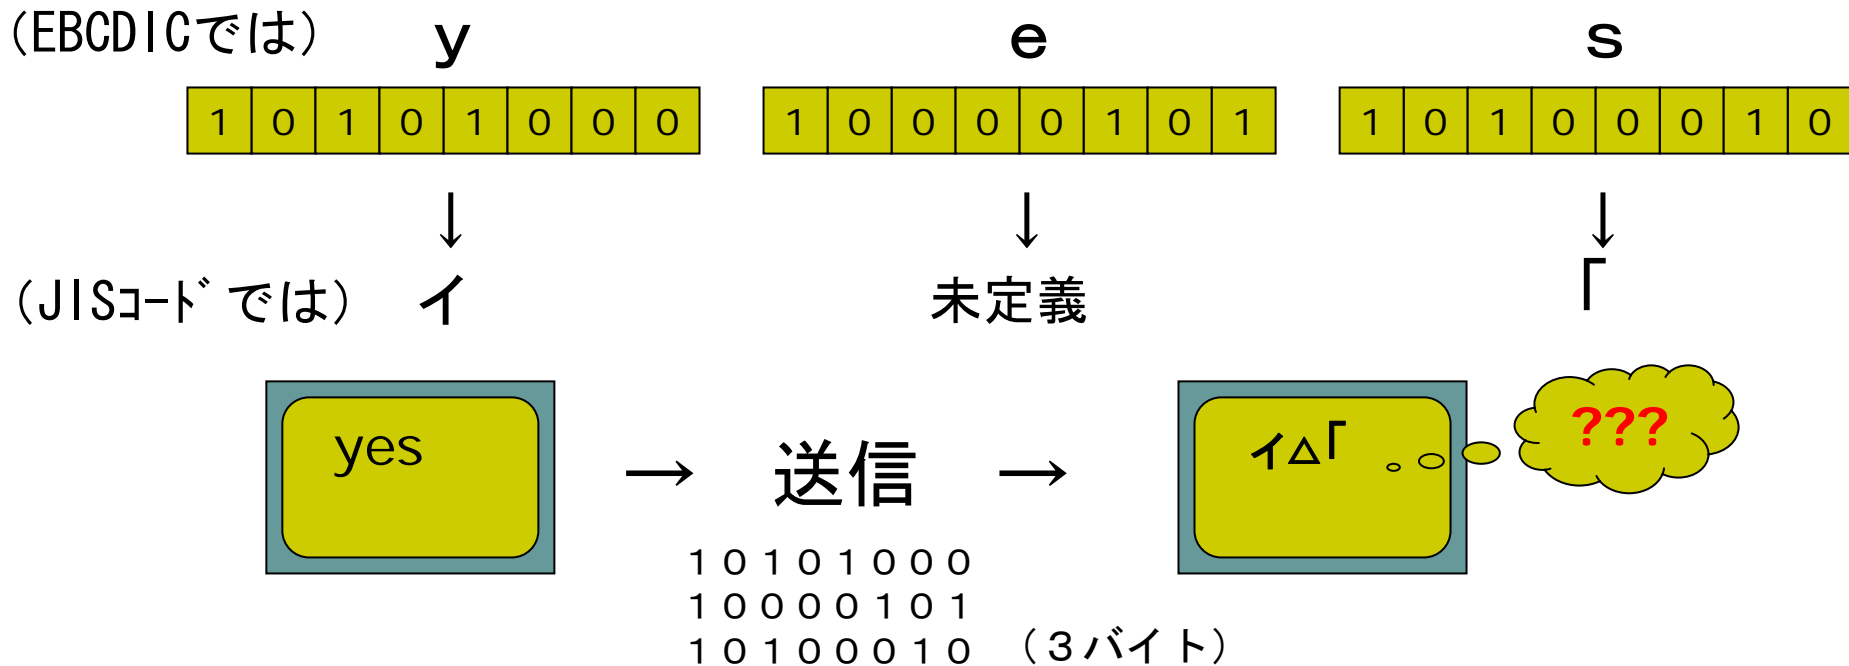 (EBCDICでは) y e s
1 0 1 0 1 0 0 0 1 0 0 0 0 1 0 1 1 0 1 0 0 0 1 0
↓ ↓ ↓
(JISｺｰﾄﾞでは) イ 未定義 「
yes → 送信 → イ△「 ???
１０１０１０００
１００００１０１
１０１０００１０ （３バイト）